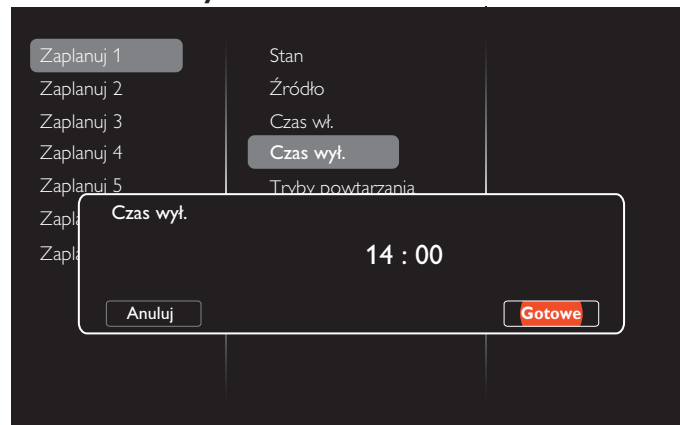 Zaplanuj 1
Zaplanuj 2
Zaplanuj 3
Zaplanuj 4
Zaplanuj 5
Stan
Źródło
Czas wł.
Czas wył.
Tryby powtarzania
Czas wył.
14 : 00
Anuluj
Gotowe